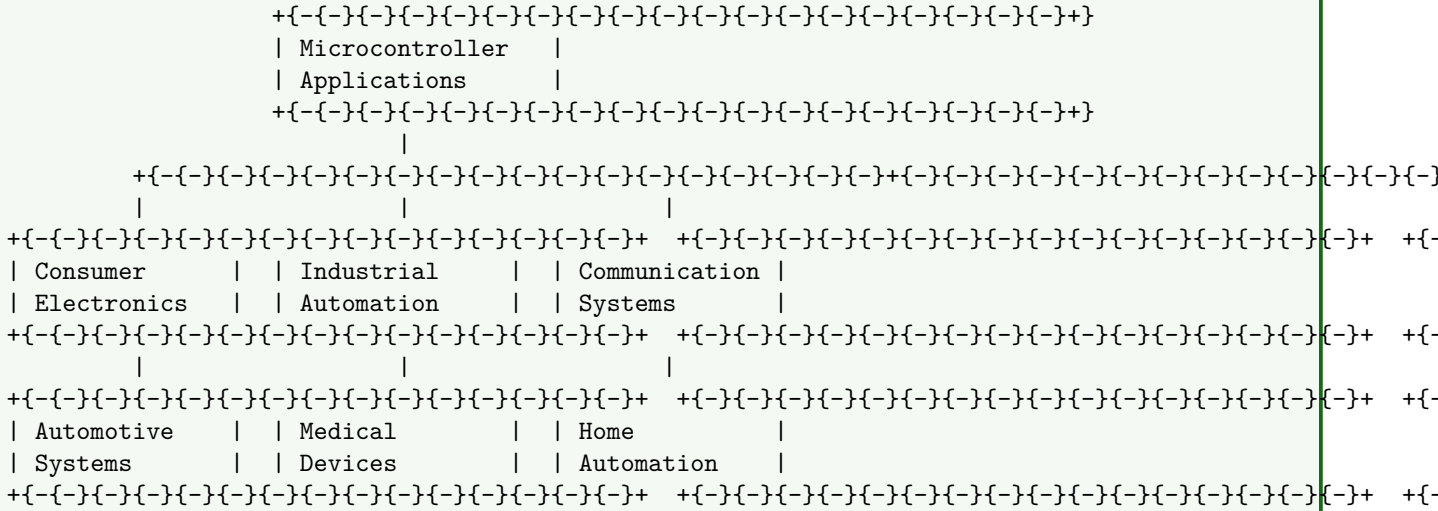 +{-{-}{-}{-}{-}{-}{-}{-}{-}{-}{-}{-}{-}{-}{-}{-}{-}{-}{-}+}
| Microcontroller   |
| Applications      |
+{-{-}{-}{-}{-}{-}{-}{-}{-}{-}{-}{-}{-}{-}{-}{-}{-}{-}{-}+}
|
+{-{-}{-}{-}{-}{-}{-}{-}{-}{-}{-}{-}{-}{-}{-}{-}{-}{-}+{-}{-}{-}{-}{-}{-}{-}{-}{-}{-}{-}{-}{-}
|                  |                  |
+{-{-}{-}{-}{-}{-}{-}{-}{-}{-}{-}{-}{-}{-}+  +{-}{-}{-}{-}{-}{-}{-}{-}{-}{-}{-}{-}{-}{-}{-}{-}+  +{-
| Consumer      |  | Industrial     |  | Communication |
| Electronics   |  | Automation     |  | Systems       |
+{-{-}{-}{-}{-}{-}{-}{-}{-}{-}{-}{-}{-}{-}+  +{-}{-}{-}{-}{-}{-}{-}{-}{-}{-}{-}{-}{-}{-}{-}{-}+  +{-
|                  |                  |
+{-{-}{-}{-}{-}{-}{-}{-}{-}{-}{-}{-}{-}{-}+  +{-}{-}{-}{-}{-}{-}{-}{-}{-}{-}{-}{-}{-}{-}{-}{-}+  +{-
| Automotive    |  | Medical        |  | Home          |
| Systems       |  | Devices        |  | Automation    |
+{-{-}{-}{-}{-}{-}{-}{-}{-}{-}{-}{-}{-}{-}+  +{-}{-}{-}{-}{-}{-}{-}{-}{-}{-}{-}{-}{-}{-}{-}{-}+  +{-